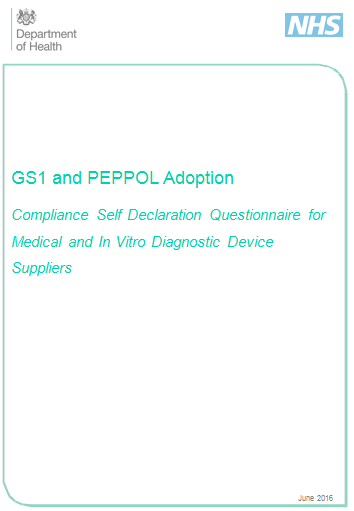 Department
of Health
NHS
GS1 and PEPPOL Adoption
Compliance Self Declaration Questionnaire for
Medical and In Vitro Diagnostic Device
Suppliers
June 2016